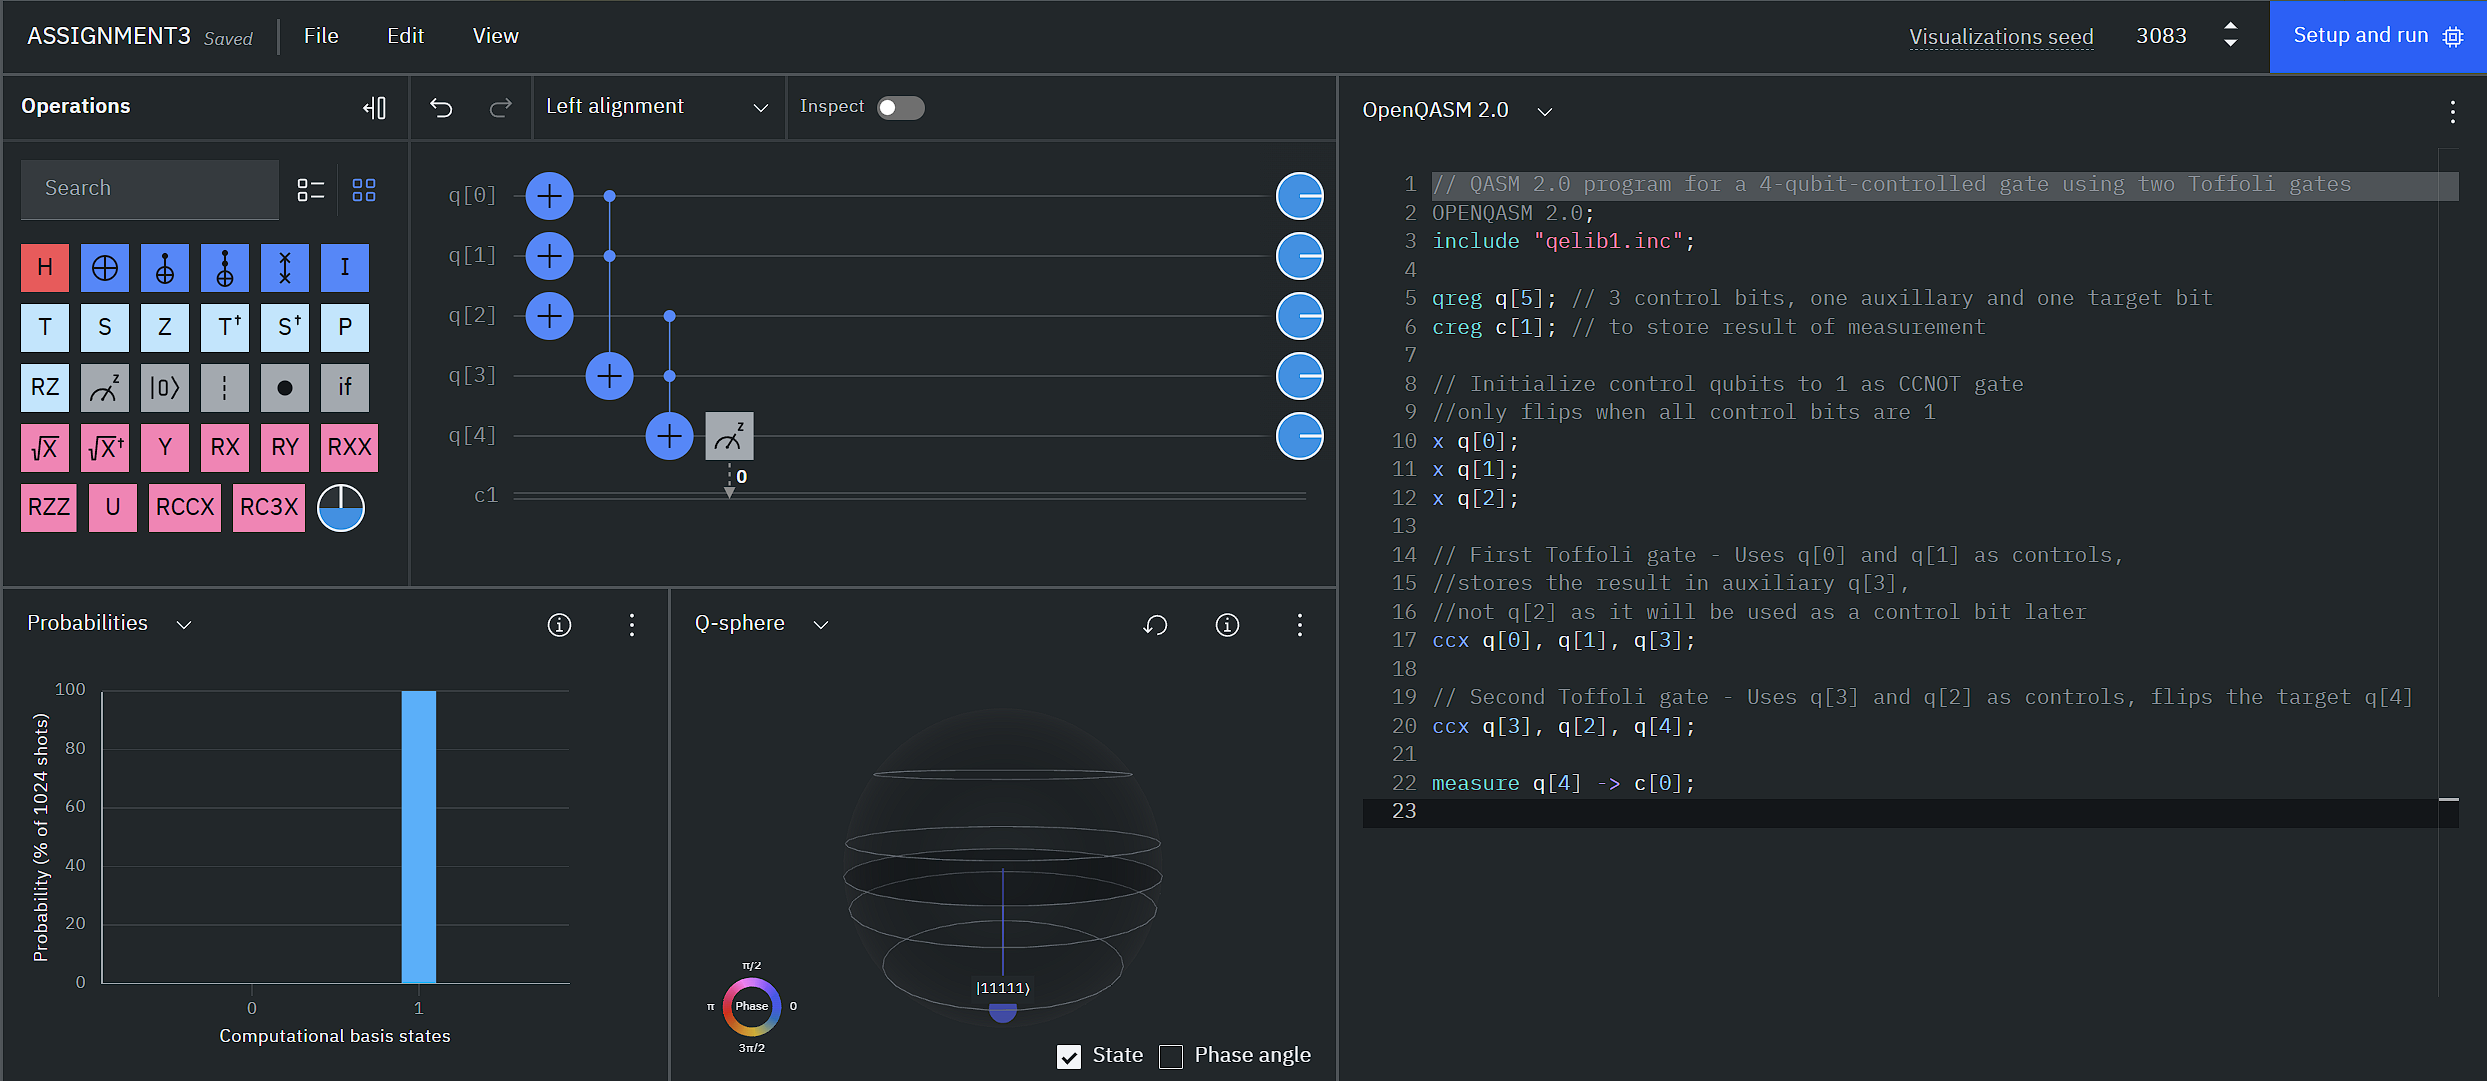 ASSIGNMENT3 Saved File Edit View Visualizations seed 3083 Setup and run
Operations
Left alignment
Inspect
OpenQASM 2.0
Search
H I
T S Z T† S† P
RZ z |0⟩ if
√X √X† Y RX RY RXX
RZZ U RCCX RC3X
q[0]
q[1]
q[2]
q[3]
q[4] z
0
c1
1 // QASM 2.0 program for a 4-qubit-controlled gate using two Toffoli gates
2 OPENQASM 2.0;
3 include "qelib1.inc";
4
5 qreg q[5]; // 3 control bits, one auxillary and one target bit
6 creg c[1]; // to store result of measurement
7
8 // Initialize control qubits to 1 as CCNOT gate
9 //only flips when all control bits are 1
10 x q[0];
11 x q[1];
12 x q[2];
13
14 // First Toffoli gate - Uses q[0] and q[1] as controls,
15 //stores the result in auxiliary q[3],
16 //not q[2] as it will be used as a control bit later
17 ccx q[0], q[1], q[3];
18
19 // Second Toffoli gate - Uses q[3] and q[2] as controls, flips the target q[4]
20 ccx q[3], q[2], q[4];
21
22 measure q[4] -> c[0];
23
Probabilities
Probability (% of 1024 shots)
100
80
60
40
20
0
0 1
Computational basis states
Q-sphere
|11111⟩
π/2
π Phase 0
3π/2
State Phase angle